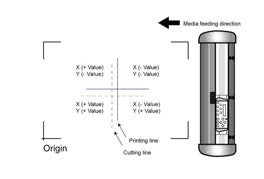 Media feeding direction
X (+ Value)
Y (- Value)
X (- Value)
Y (- Value)
X (+ Value)
Y (+ Value)
X (- Value)
Y (+ Value)
Printing line
Origin
Cutting line